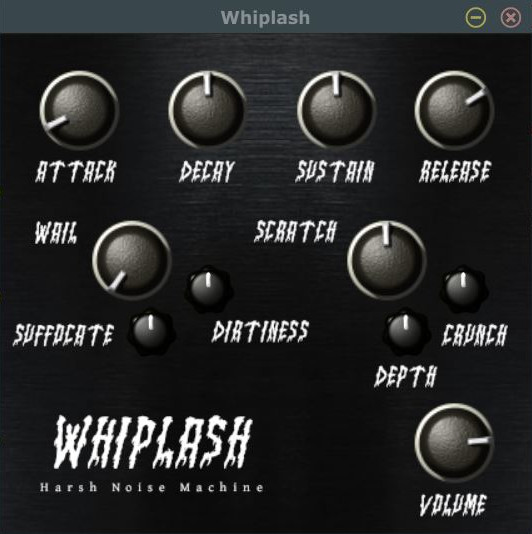 Whiplash
ATTACK DECAY SUSTAIN RELEASE
WAIL SCRATCH
SUFFOCATE DIRTINESS CRUNCH
DEPTH
WHIPLASH
Harsh Noise Machine
VOLUME